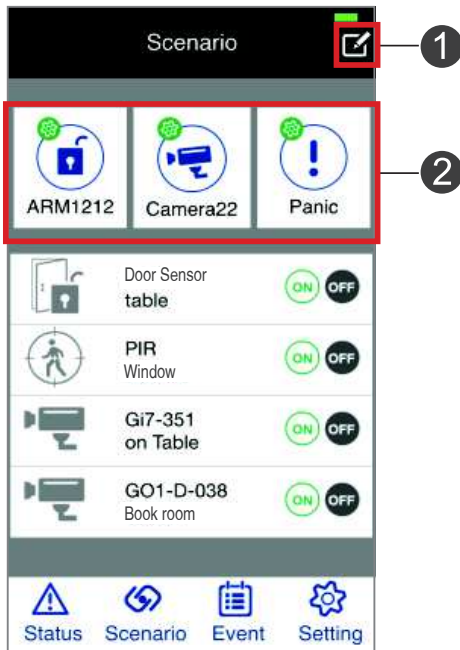 Scenario
1
ARM1212
Camera22
Panic
2
Door Sensor
table
ON OFF
PIR
Window
ON OFF
Gi7-351
on Table
ON OFF
GO1-D-038
Book room
ON OFF
Status Scenario Event Setting